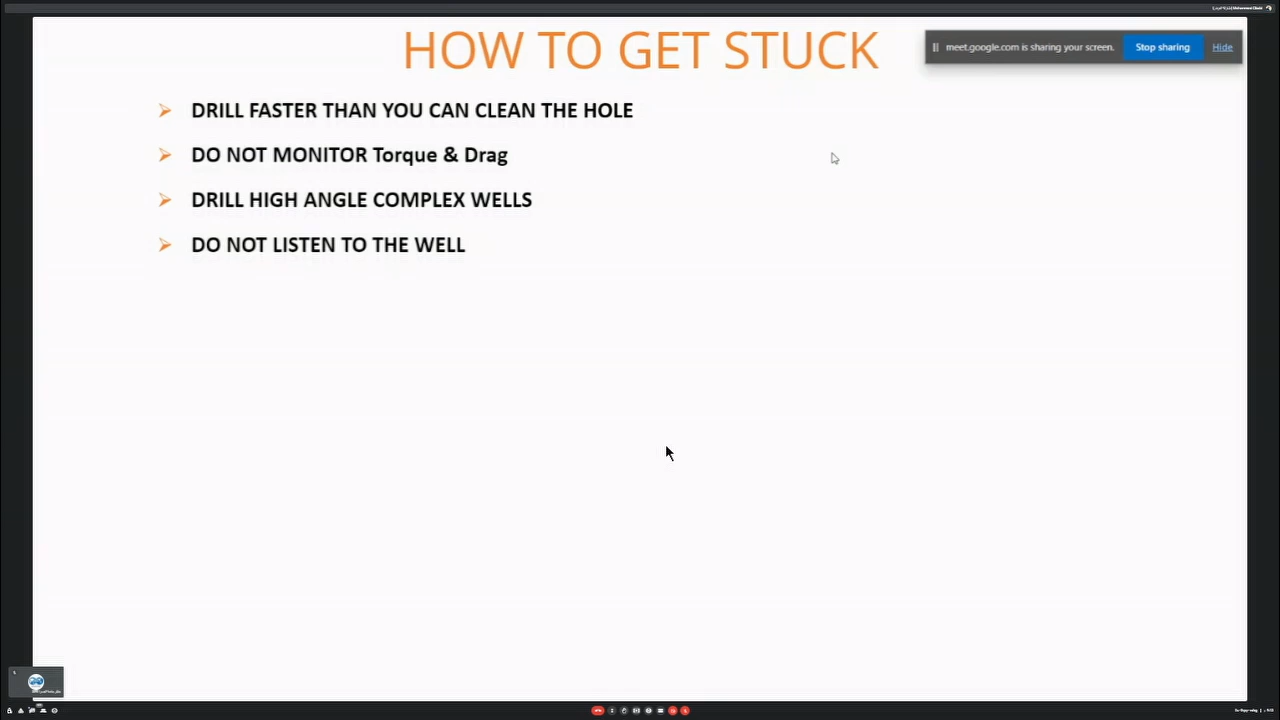 HOW TO GET STUCK
meet.google.com is sharing your screen.
Stop sharing
Hide
DRILL FASTER THAN YOU CAN CLEAN THE HOLE
DO NOT MONITOR Torque & Drag
DRILL HIGH ANGLE COMPLEX WELLS
DO NOT LISTEN TO THE WELL